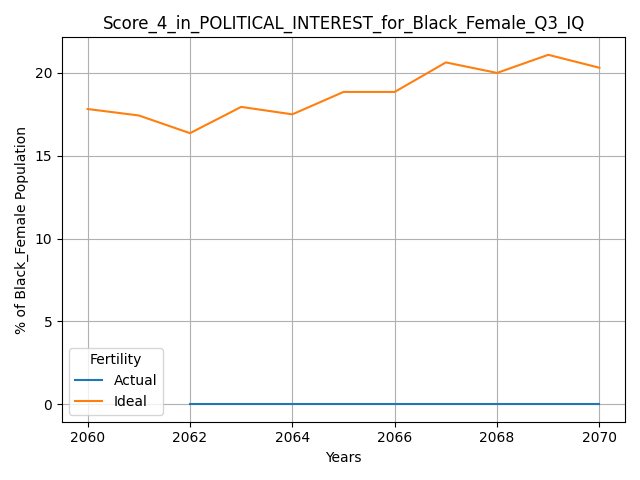 Score_4_in_POLITICAL_INTEREST_for_Black_Female_Q3_IQ
% of Black_Female Population
20
15
10
5
0
Fertility
Actual
Ideal
2060 2062 2064 2066 2068 2070
Years